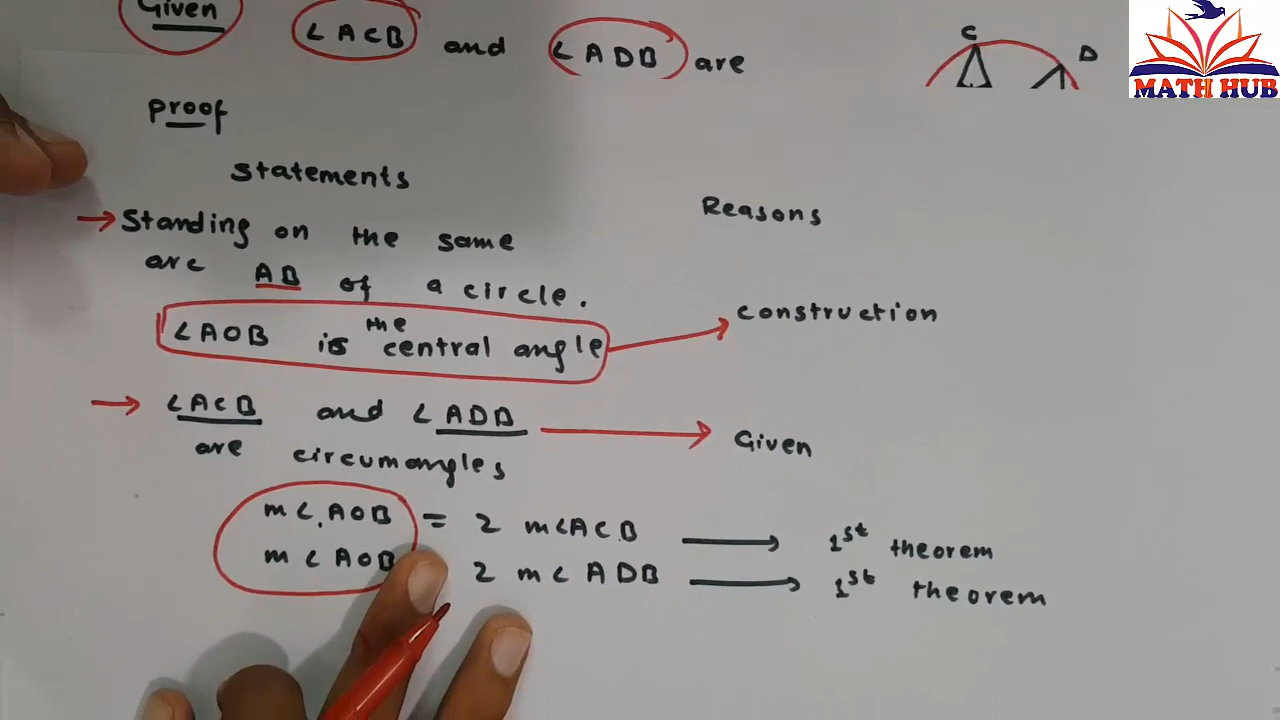 Given ∠ACB and ∠ADB are
C
D
MATH HUB
proof
statements
Reasons
→ Standing on the same
arc AB of a circle.
∠AOB is the central angle → construction
→ ∠ACB and ∠ADB → Given
are circumangles
m∠AOB = 2 m∠ACB → 1st theorem
m∠AOB 2 m∠ADB → 1st theorem